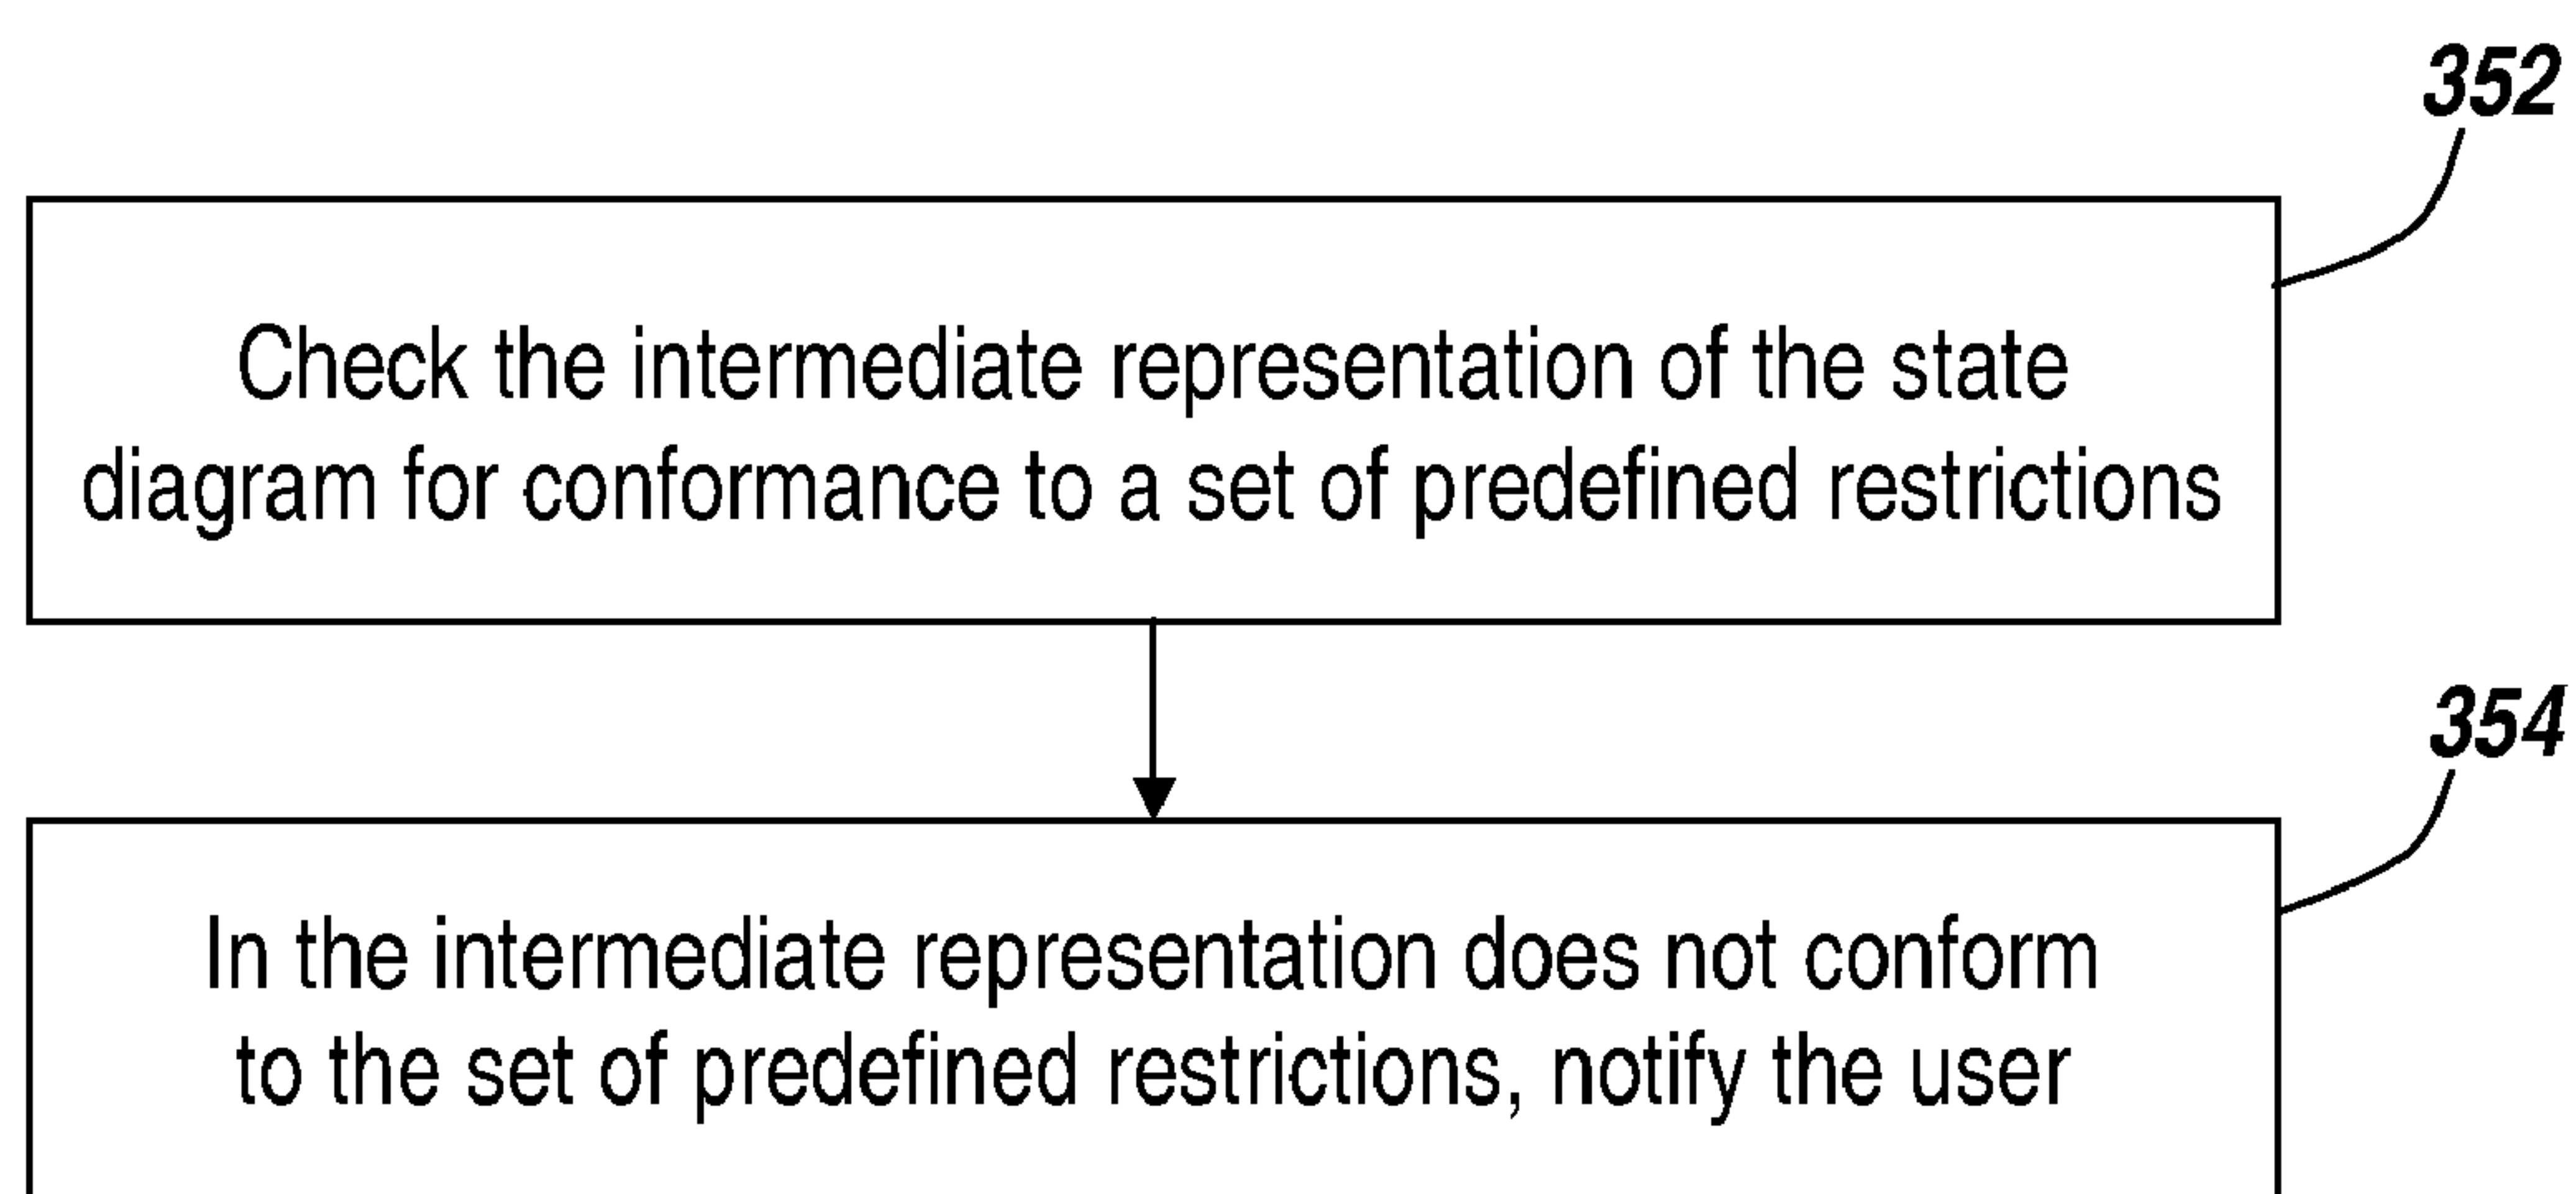 352
Check the intermediate representation of the state
diagram for conformance to a set of predefined restrictions
354
In the intermediate representation does not conform
to the set of predefined restrictions, notify the user